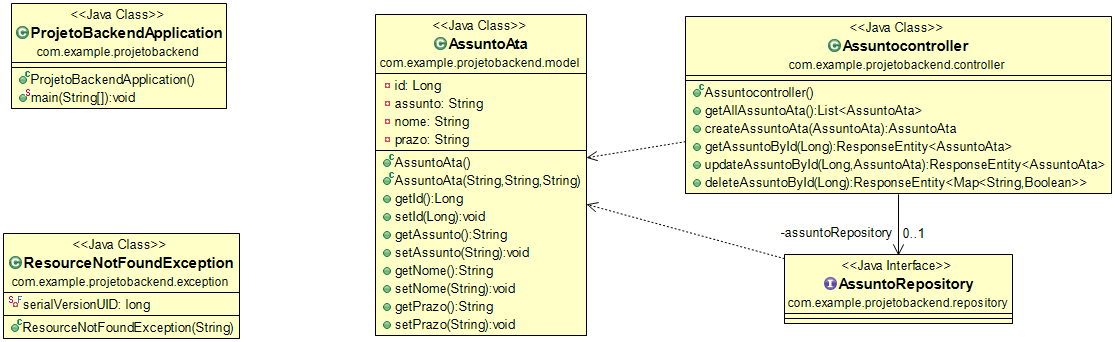 <<Java Class>>
ProjetoBackendApplication
com.example.projetobackend
ProjetoBackendApplication()
main(String[]):void
<<Java Class>>
ResourceNotFoundException
com.example.projetobackend.exception
serialVersionUID: long
ResourceNotFoundException(String)
<<Java Class>>
AssuntoAta
com.example.projetobackend.model
id: Long
assunto: String
nome: String
prazo: String
AssuntoAta()
AssuntoAta(String,String,String)
getId():Long
setId(Long):void
getAssunto():String
setAssunto(String):void
getNome():String
setNome(String):void
getPrazo():String
setPrazo(String):void
<<Java Class>>
Assuntocontroller
com.example.projetobackend.controller
Assuntocontroller()
getAllAssuntoAta():List<AssuntoAta>
createAssuntoAta(AssuntoAta):AssuntoAta
getAssuntoById(Long):ResponseEntity<AssuntoAta>
updateAssuntoById(Long,AssuntoAta):ResponseEntity<AssuntoAta>
deleteAssuntoById(Long):ResponseEntity<Map<String,Boolean>>
-assuntoRepository 0..1
<<Java Interface>>
AssuntoRepository
com.example.projetobackend.repository